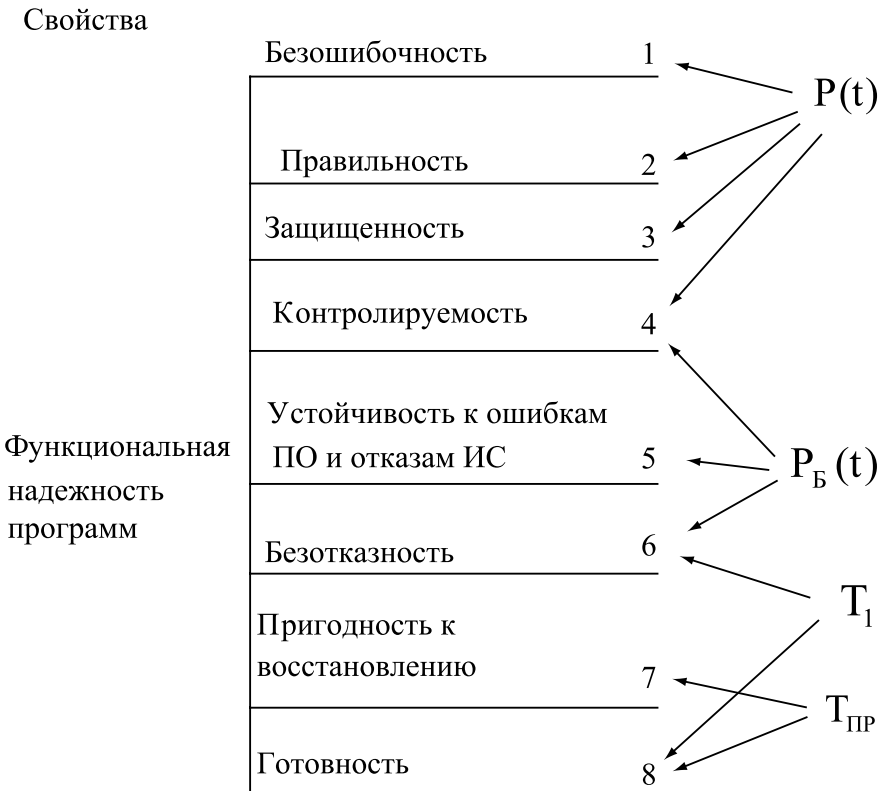 Свойства
Безошибочность 1
P(t)
Правильность 2
Защищенность 3
Контролируемость 4
Устойчивость к ошибкам
ПО и отказам ИС 5
Функциональная
надежность
программ
P_Б (t)
Безотказность 6
T_1
Пригодность к
восстановлению 7
T_ПР
Готовность 8